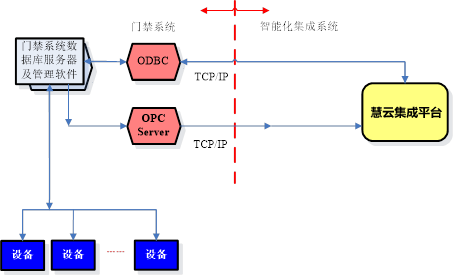 门禁系统
智能化集成系统
门禁系统数
据库服务器
及管理软件
ODBC
TCP/IP
OPC
Server
TCP/IP
慧云集成平台
设备
设备
······
设备